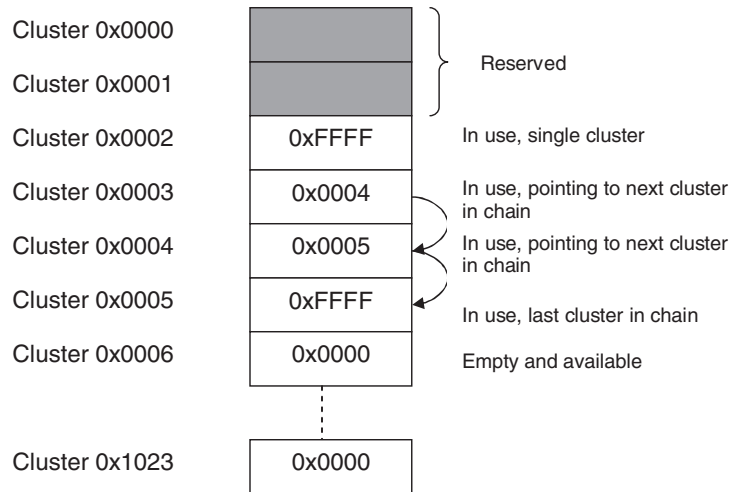 Cluster 0x0000
Cluster 0x0001
Reserved
Cluster 0x0002 0xFFFF In use, single cluster
Cluster 0x0003 0x0004 In use, pointing to next cluster
in chain
Cluster 0x0004 0x0005 In use, pointing to next cluster
in chain
Cluster 0x0005 0xFFFF In use, last cluster in chain
Cluster 0x0006 0x0000 Empty and available
Cluster 0x1023 0x0000